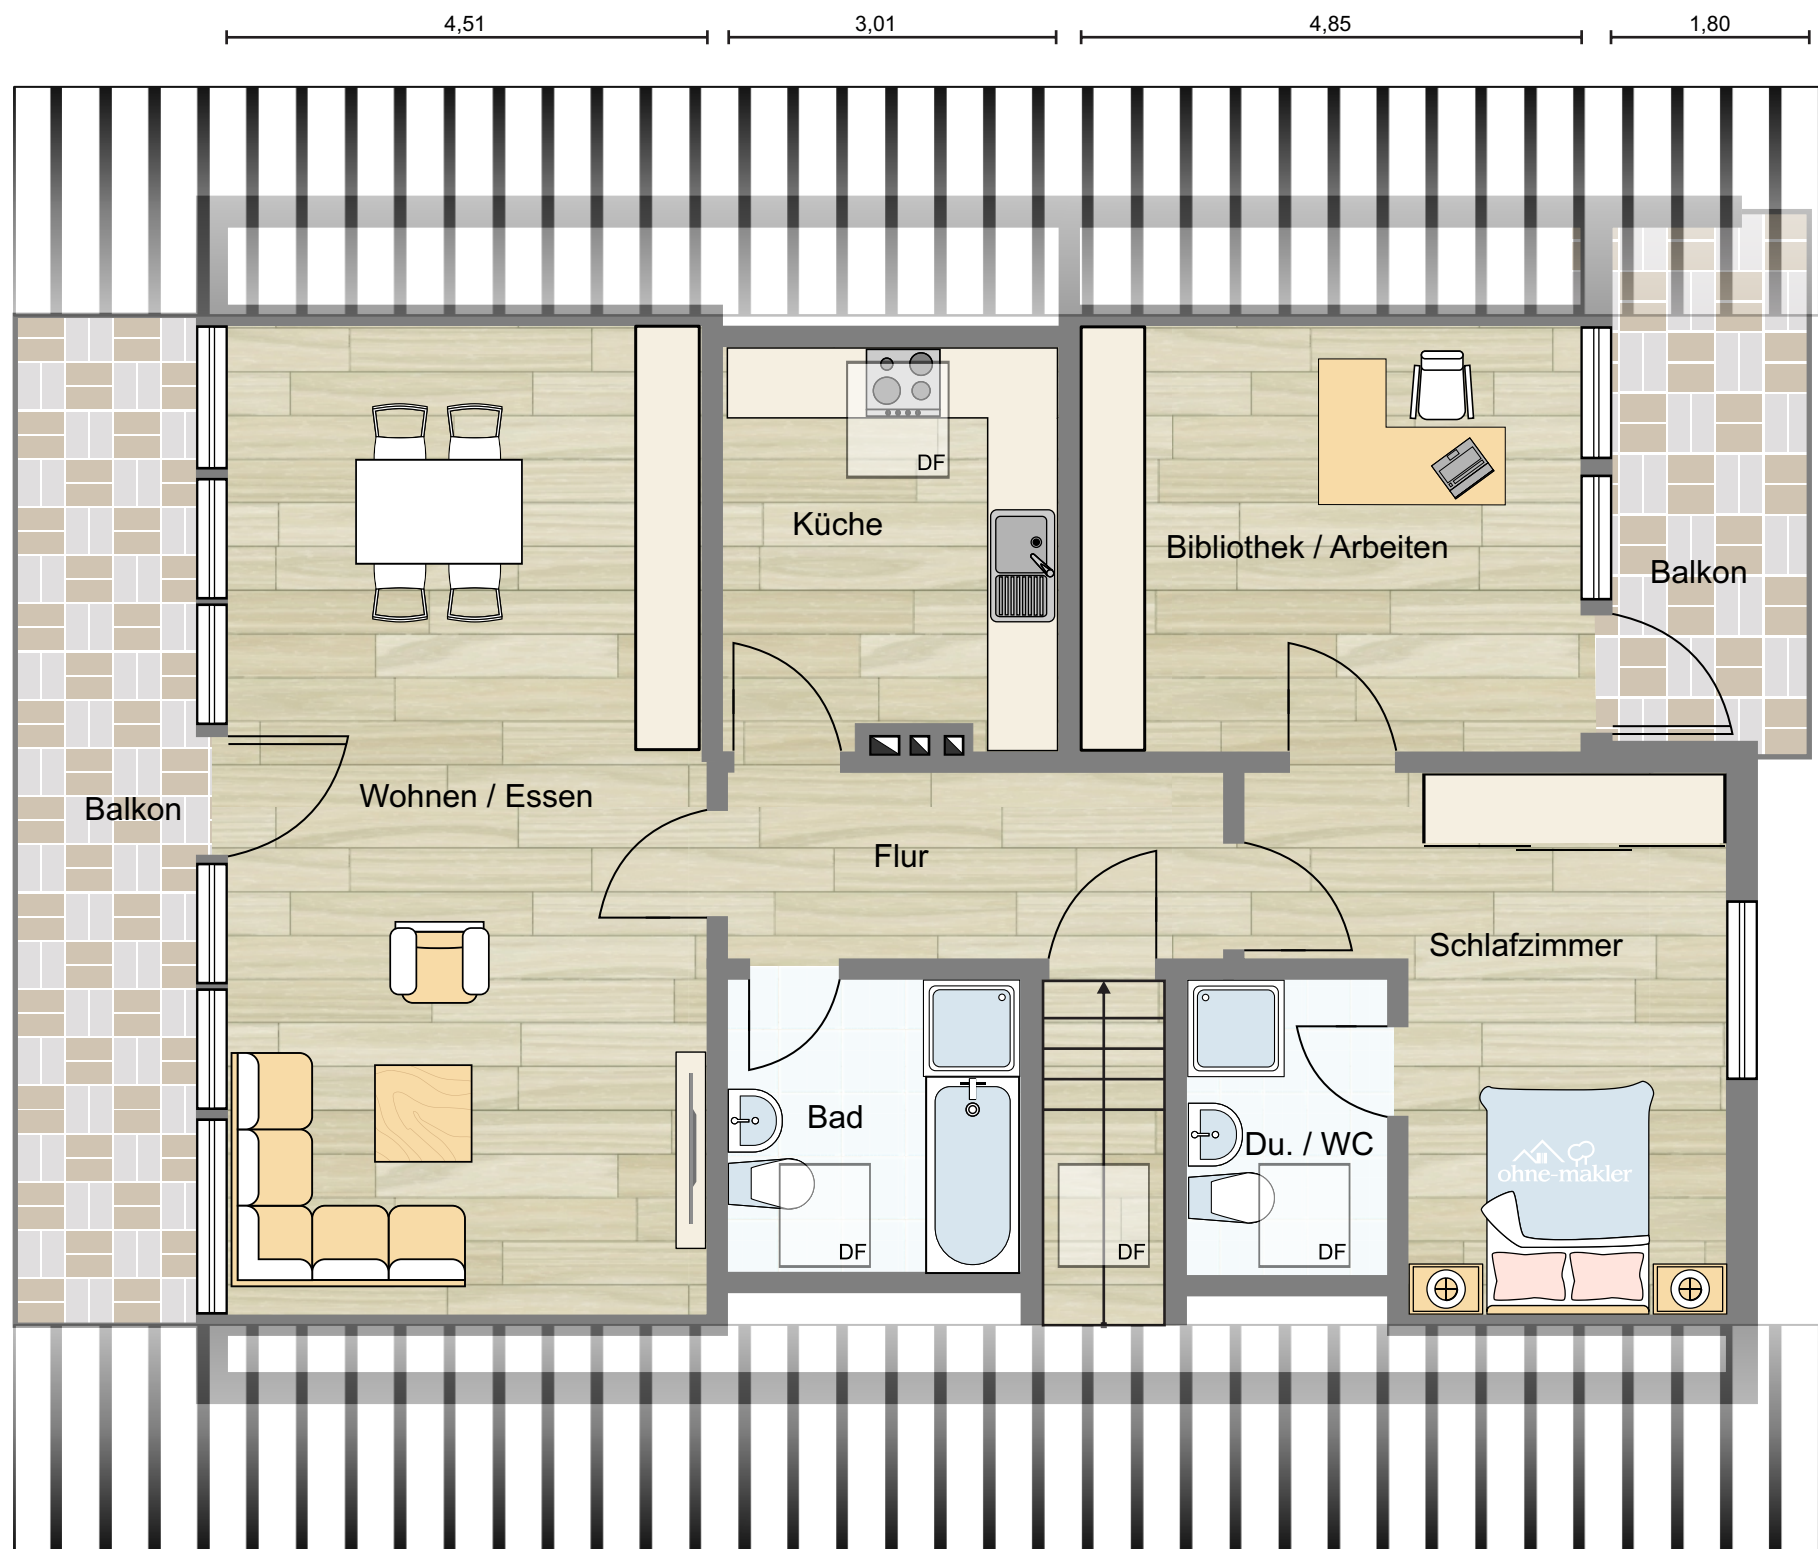 4,51
3,01
4,85
1,80
DF
Küche
Bibliothek / Arbeiten
Balkon
Balkon
Wohnen / Essen
Flur
Schlafzimmer
Bad
Du. / WC
ohne-makler
DF
DF
DF